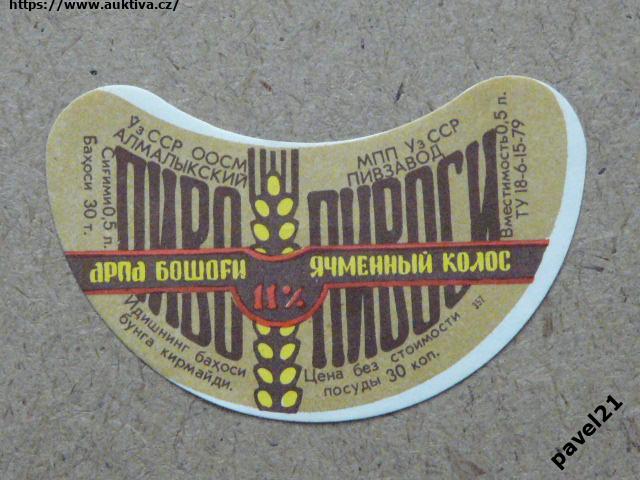 https://www.auktiva.cz/
Уз ССР ООСМ
АЛМАЛЫКСКИЙ
МПП Уз ССР
ПИВЗАВОД
Сиғими 0,5 л.
Бахоси 30 т.
Вместимость 0,5 л.
ТУ 18-6-15-79
ПИВО ПИВОСИ
АРПА БОШОҒИ
11%
ЯЧМЕННЫЙ КОЛОС
Идишнинг бахоси
бунга кирмайди.
Цена без стоимости
посуды 30 коп.
357
pavel21